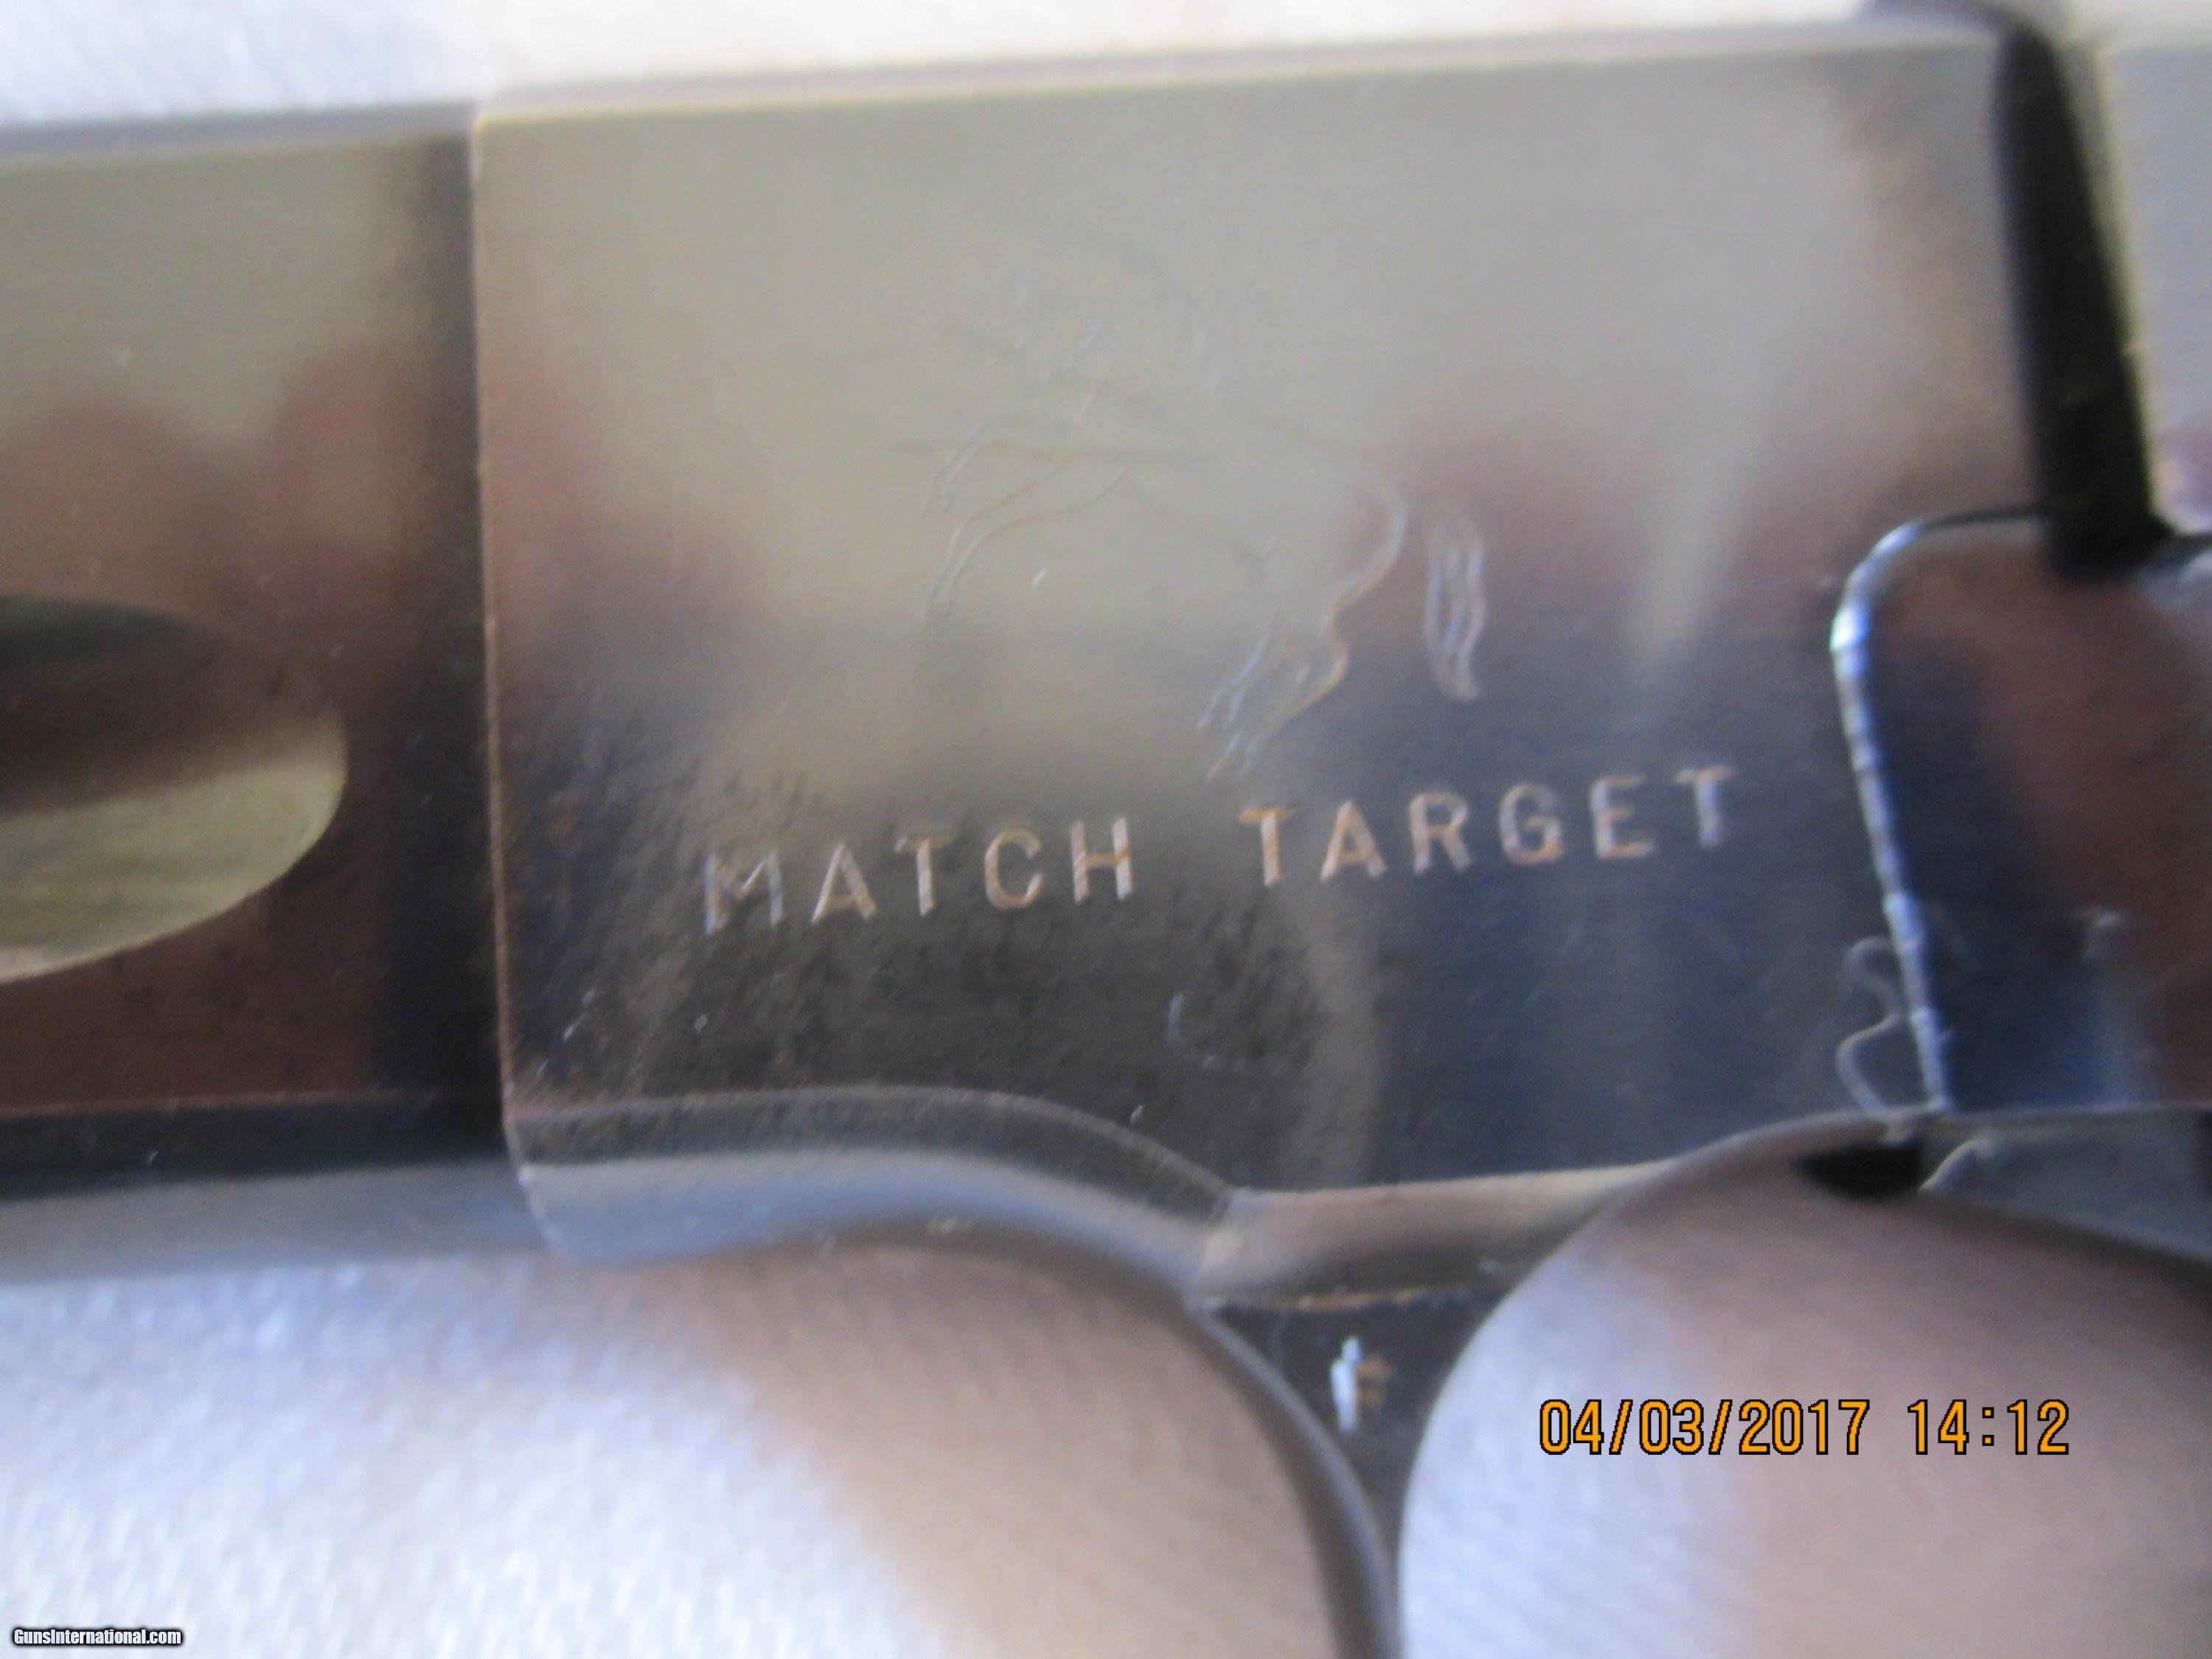 MATCH TARGET
F
04/03/2017 14:12
GunsInternational.com